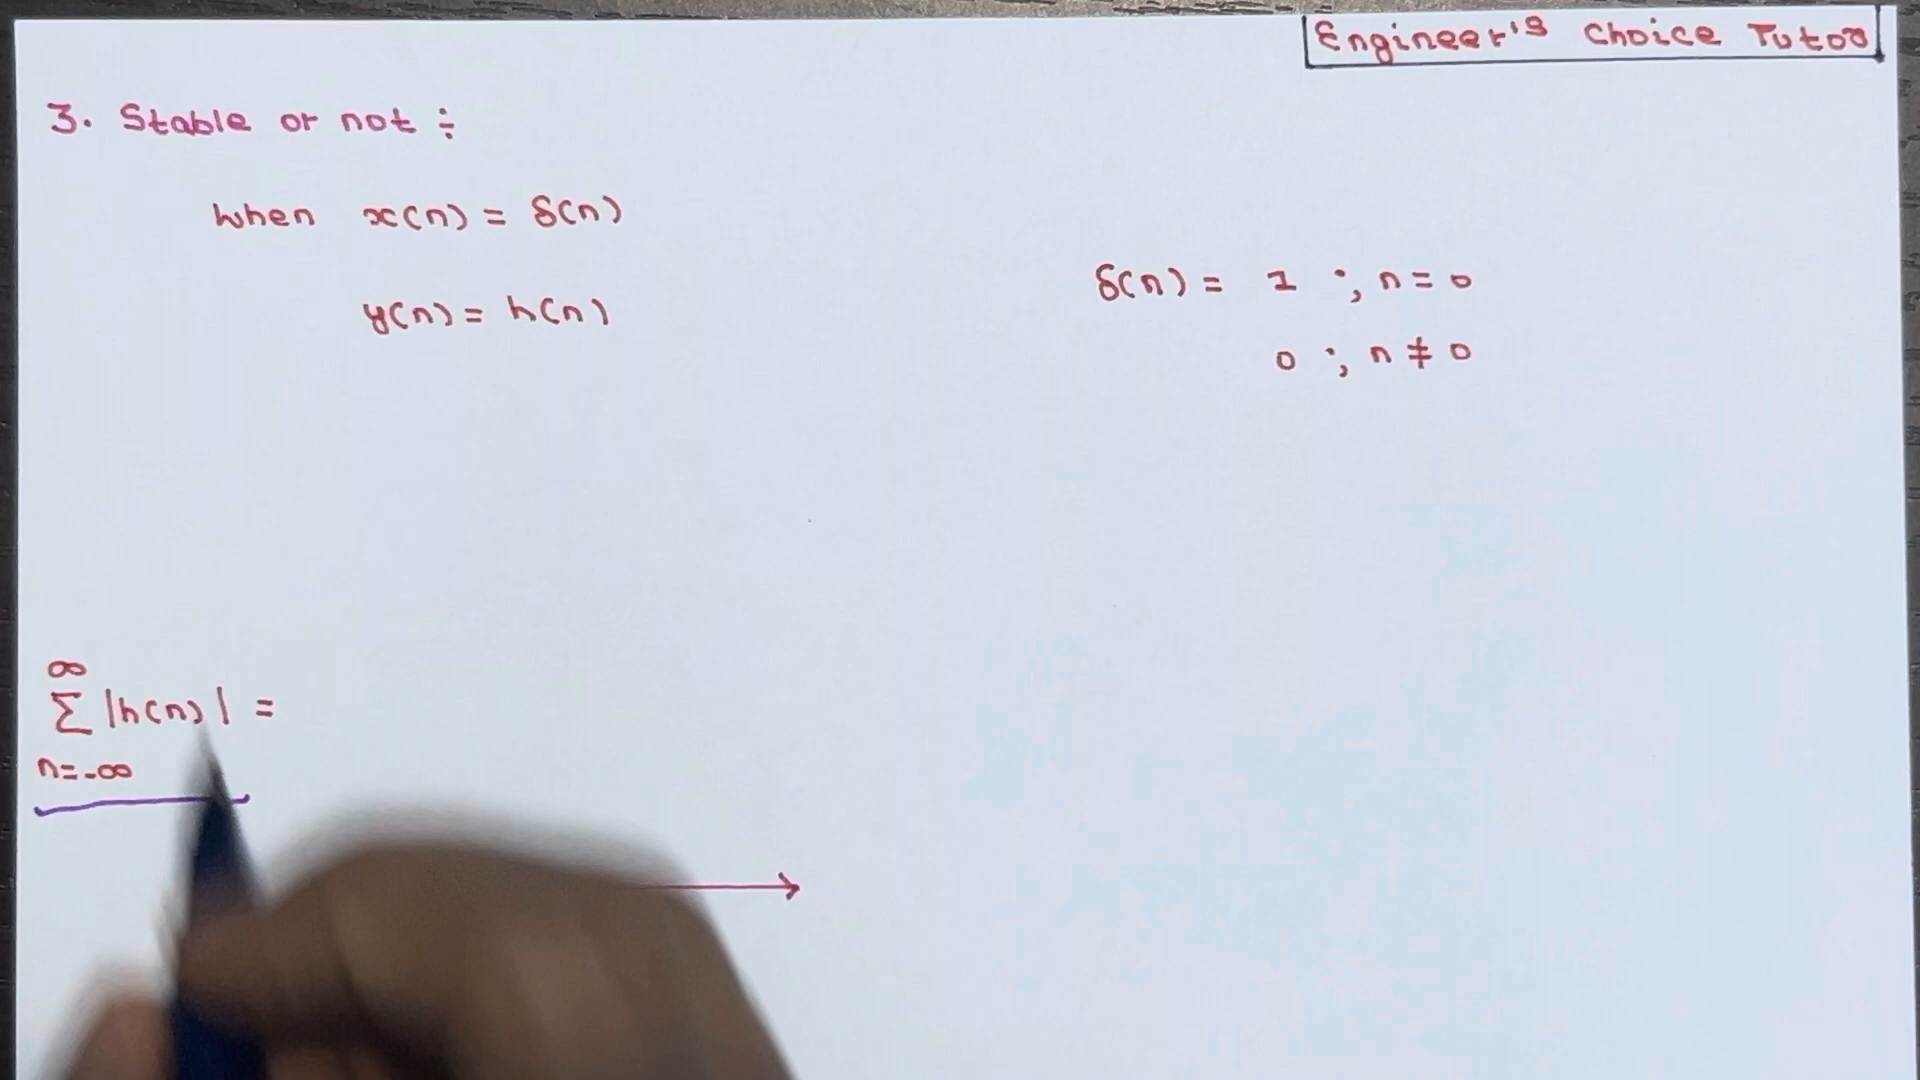 Engineer's Choice Tutor
3. Stable or not ÷
when x(n) = δ(n)
δ(n) = 1 ; n = 0
y(n) = h(n)
0 ; n ≠ 0
∞
Σ |h(n)| =
n=-∞